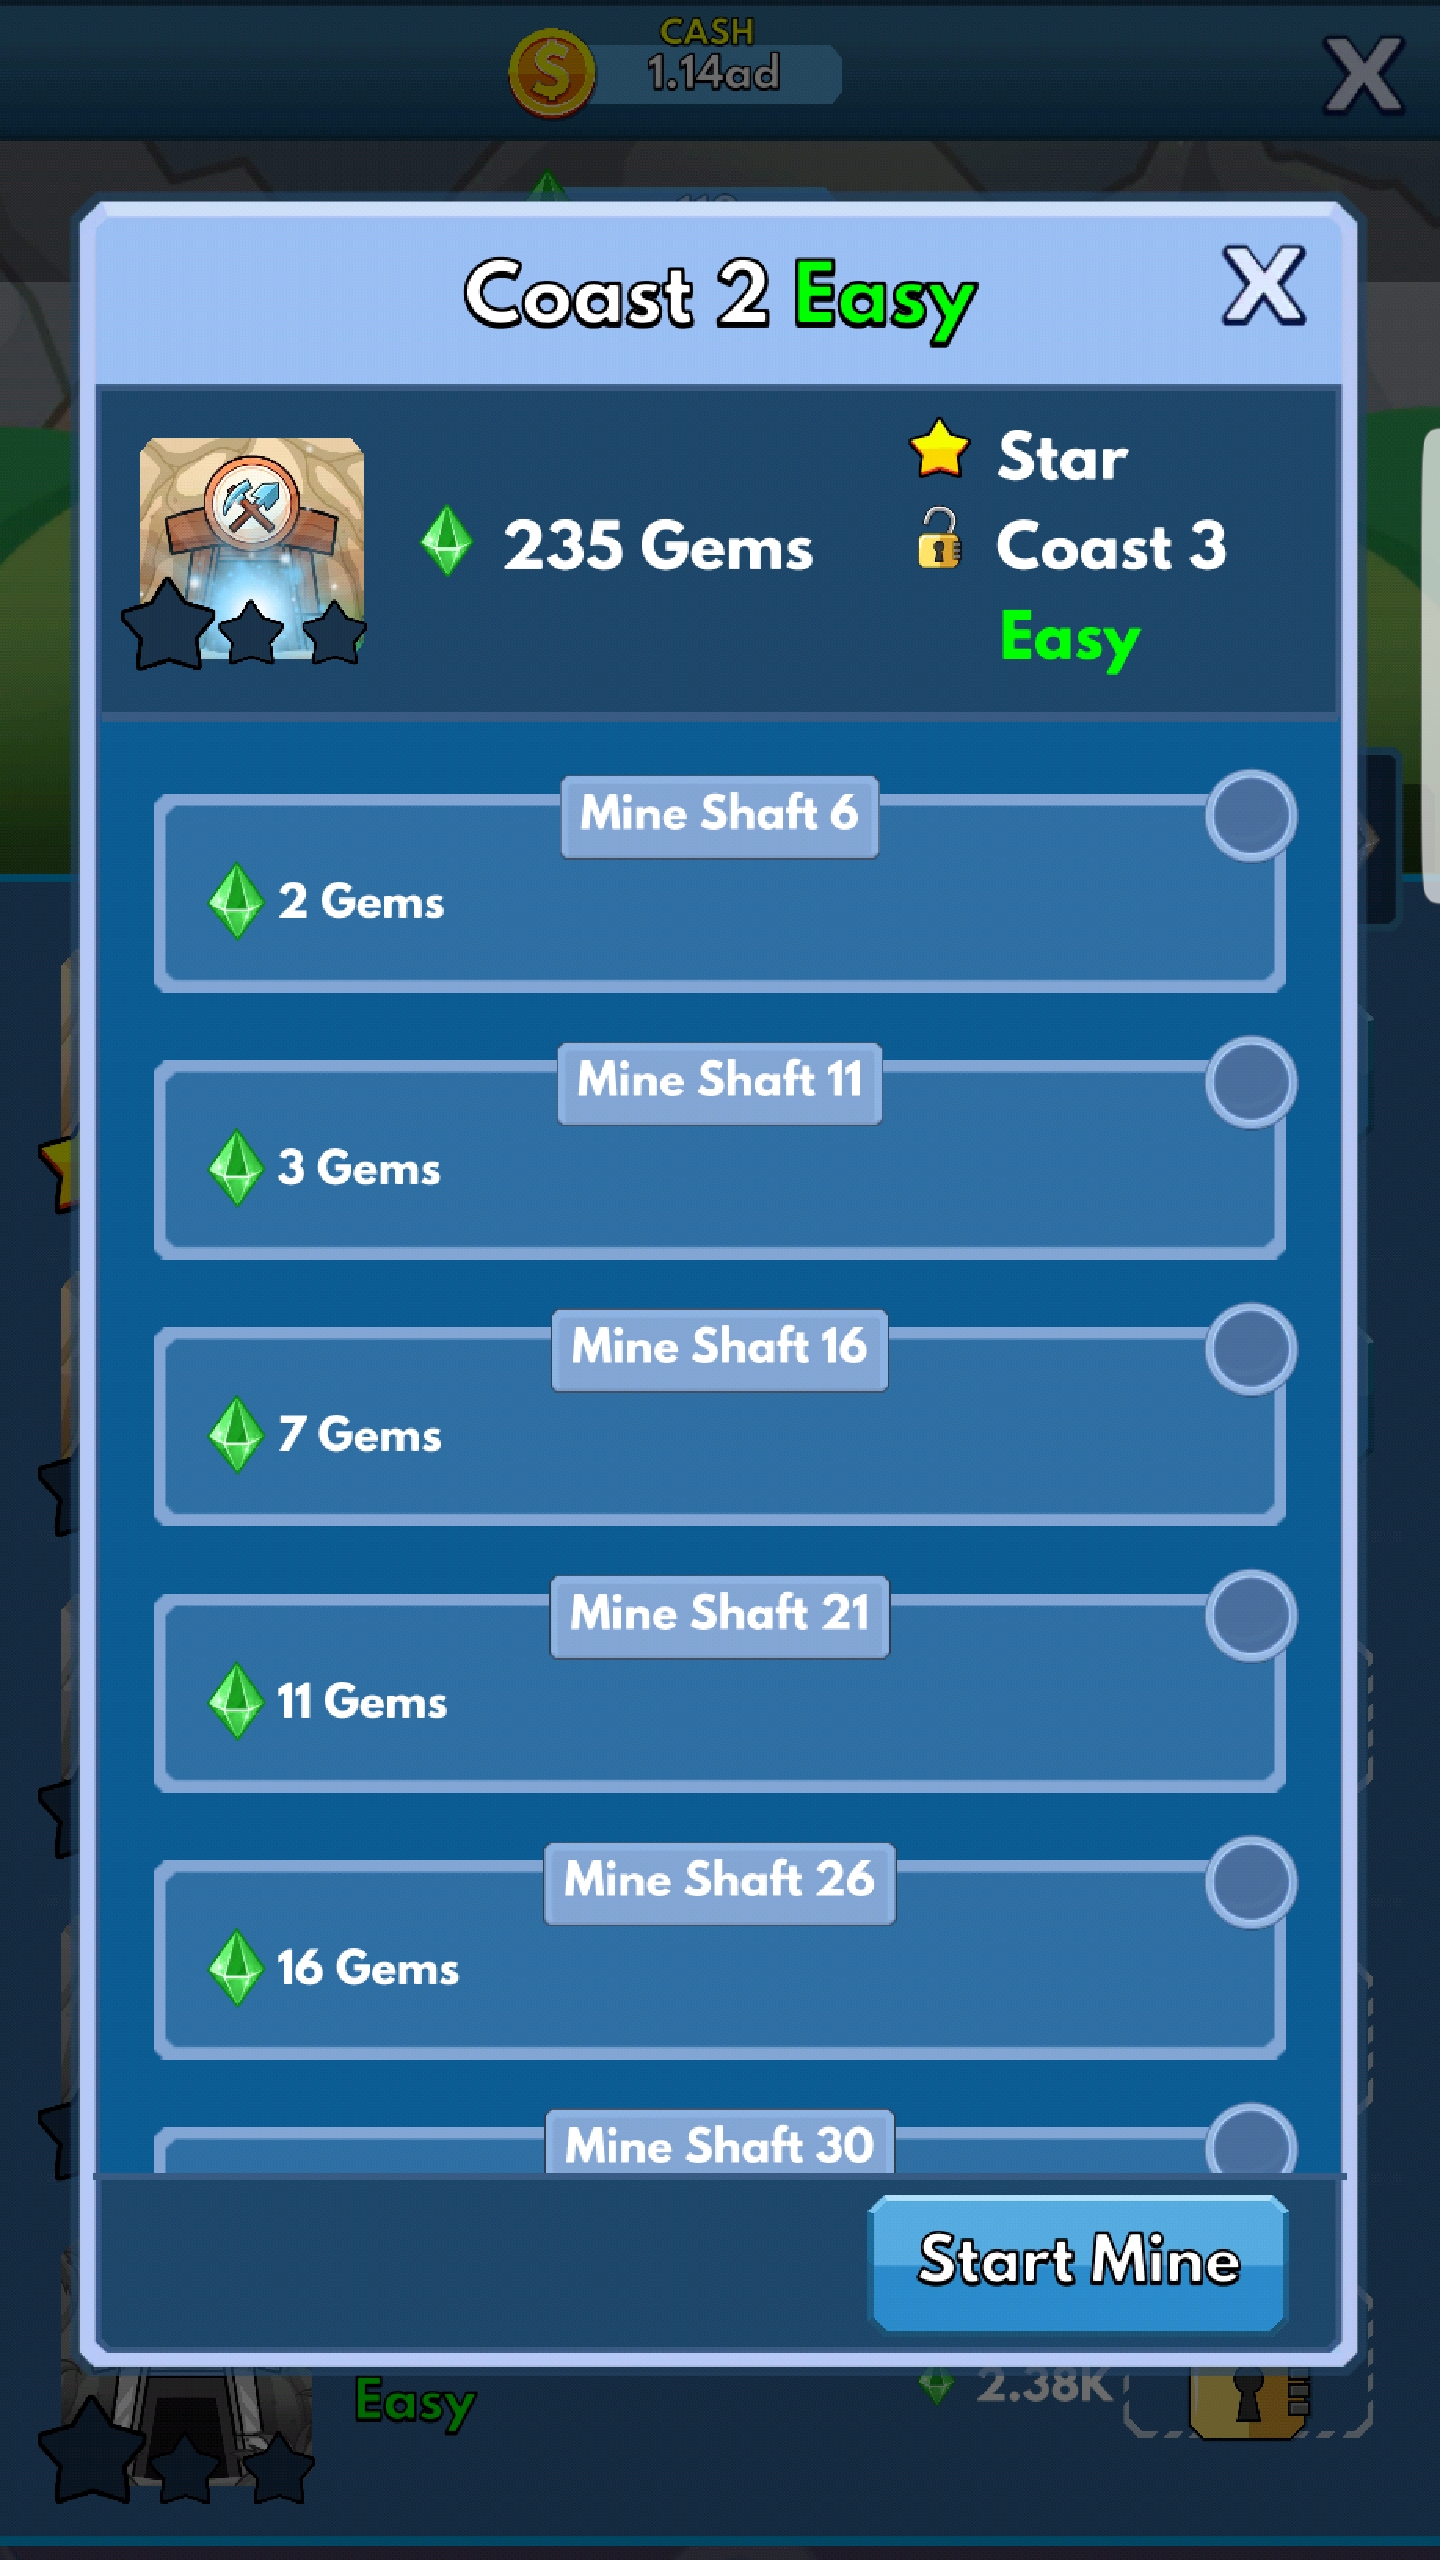 CASH
1.14ad
Coast 2 Easy
Star
235 Gems
Coast 3
Easy
Mine Shaft 6
2 Gems
Mine Shaft 11
3 Gems
Mine Shaft 16
7 Gems
Mine Shaft 21
11 Gems
Mine Shaft 26
16 Gems
Mine Shaft 30
Start Mine
Easy
2.38K